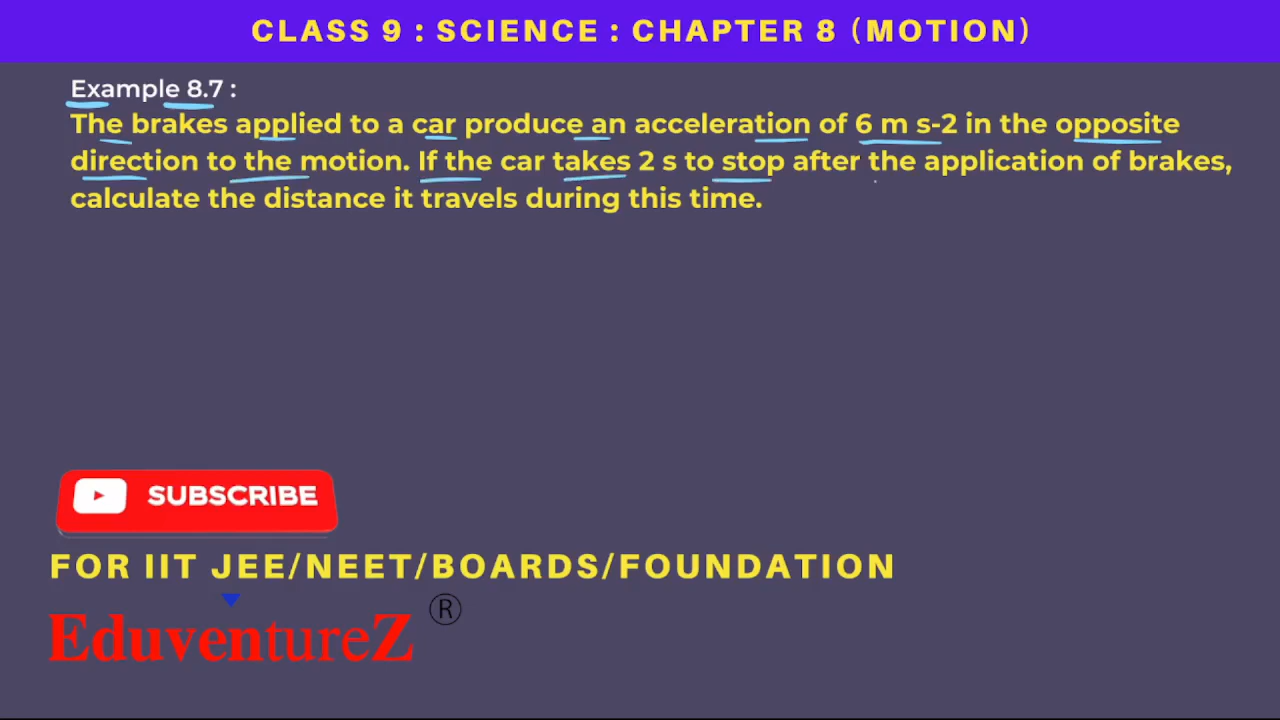 CLASS 9 : SCIENCE : CHAPTER 8 (MOTION)
Example 8.7 :
The brakes applied to a car produce an acceleration of 6 m s-2 in the opposite
direction to the motion. If the car takes 2 s to stop after the application of brakes,
calculate the distance it travels during this time.
SUBSCRIBE
FOR IIT JEE/NEET/BOARDS/FOUNDATION
EduventureZ ®